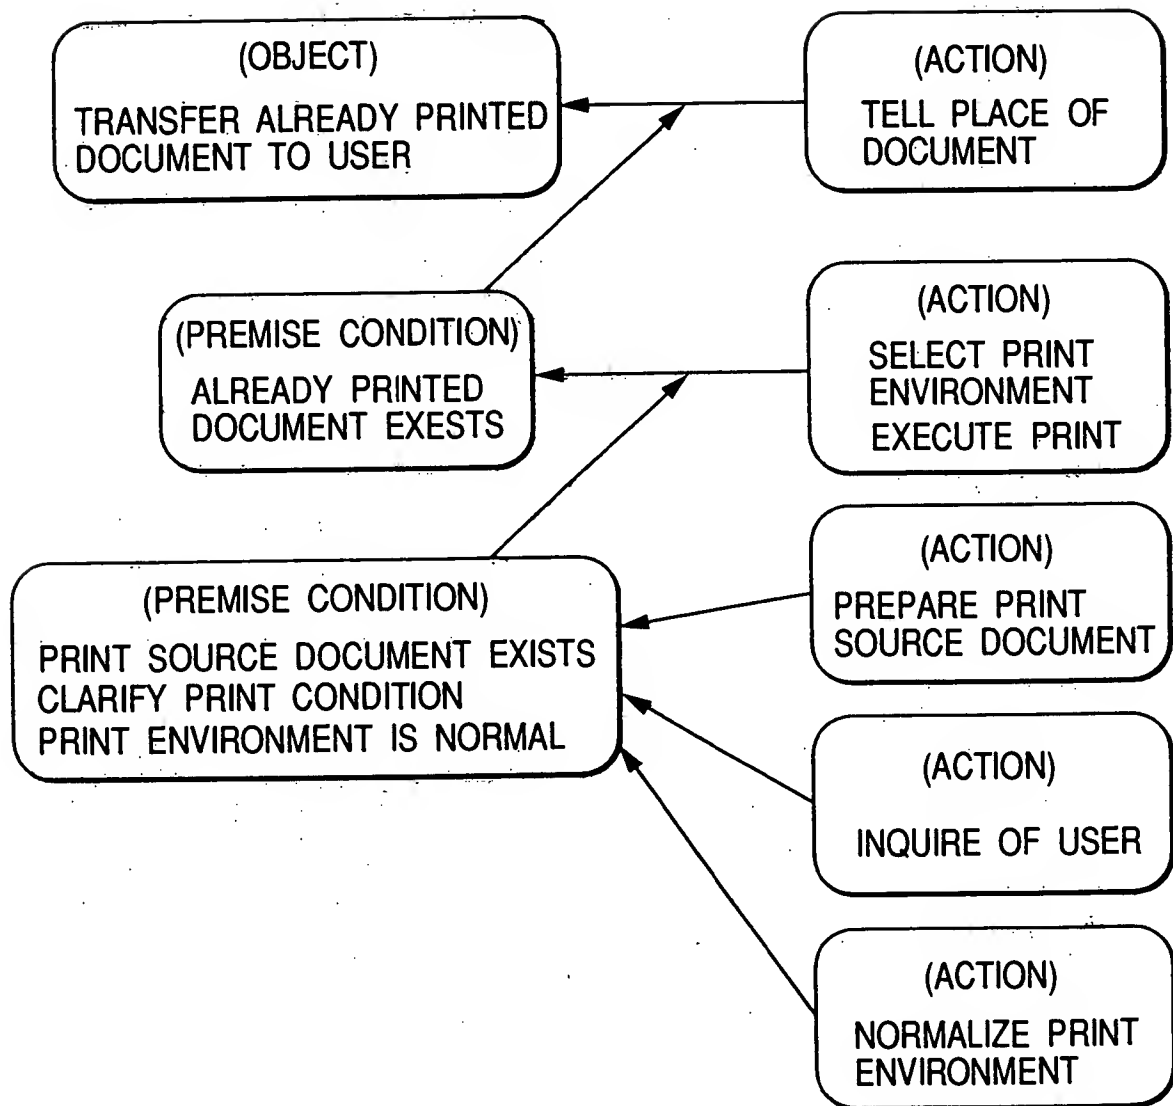 (OBJECT)
TRANSFER ALREADY PRINTED
DOCUMENT TO USER
(ACTION)
TELL PLACE OF
DOCUMENT
(PREMISE CONDITION)
ALREADY PRINTED
DOCUMENT EXESTS
(ACTION)
SELECT PRINT
ENVIRONMENT
EXECUTE PRINT
(PREMISE CONDITION)
PRINT SOURCE DOCUMENT EXISTS
CLARIFY PRINT CONDITION
PRINT ENVIRONMENT IS NORMAL
(ACTION)
PREPARE PRINT
SOURCE DOCUMENT
(ACTION)
INQUIRE OF USER
(ACTION)
NORMALIZE PRINT
ENVIRONMENT